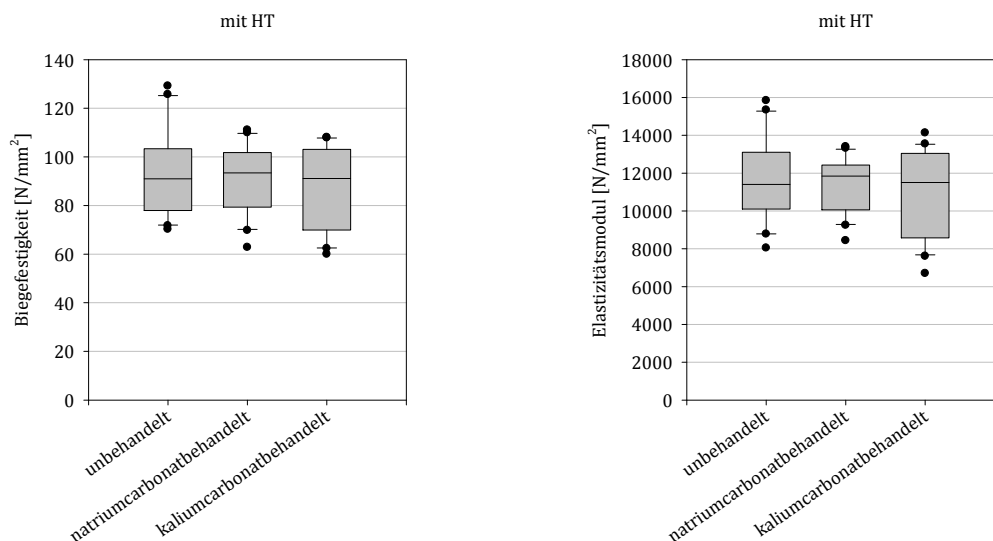 mit HT
Biegefestigkeit [N/mm²]
140
120
100
80
60
40
20
0
unbehandelt
natriumcarbonatbehandelt
kaliumcarbonatbehandelt
mit HT
Elastizitätsmodul [N/mm²]
18000
16000
14000
12000
10000
8000
6000
4000
2000
0
unbehandelt
natriumcarbonatbehandelt
kaliumcarbonatbehandelt